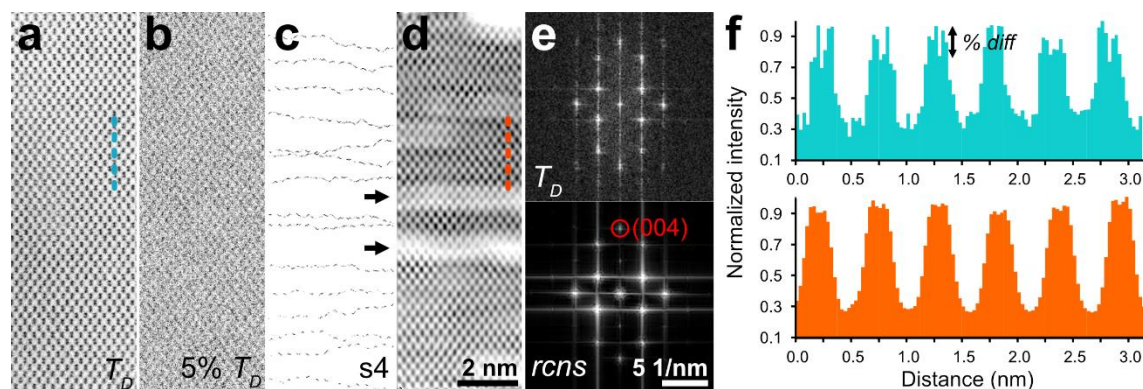 a
b
c
d
e
f
T_D
5% T_D
s4
2 nm
T_D
(004)
rcns
5 1/nm
% diff
Normalized intensity
0.9
0.7
0.5
0.3
0.1
0.0 0.5 1.0 1.5 2.0 2.5 3.0
0.9
0.7
0.5
0.3
0.1
0.0 0.5 1.0 1.5 2.0 2.5 3.0
Distance (nm)